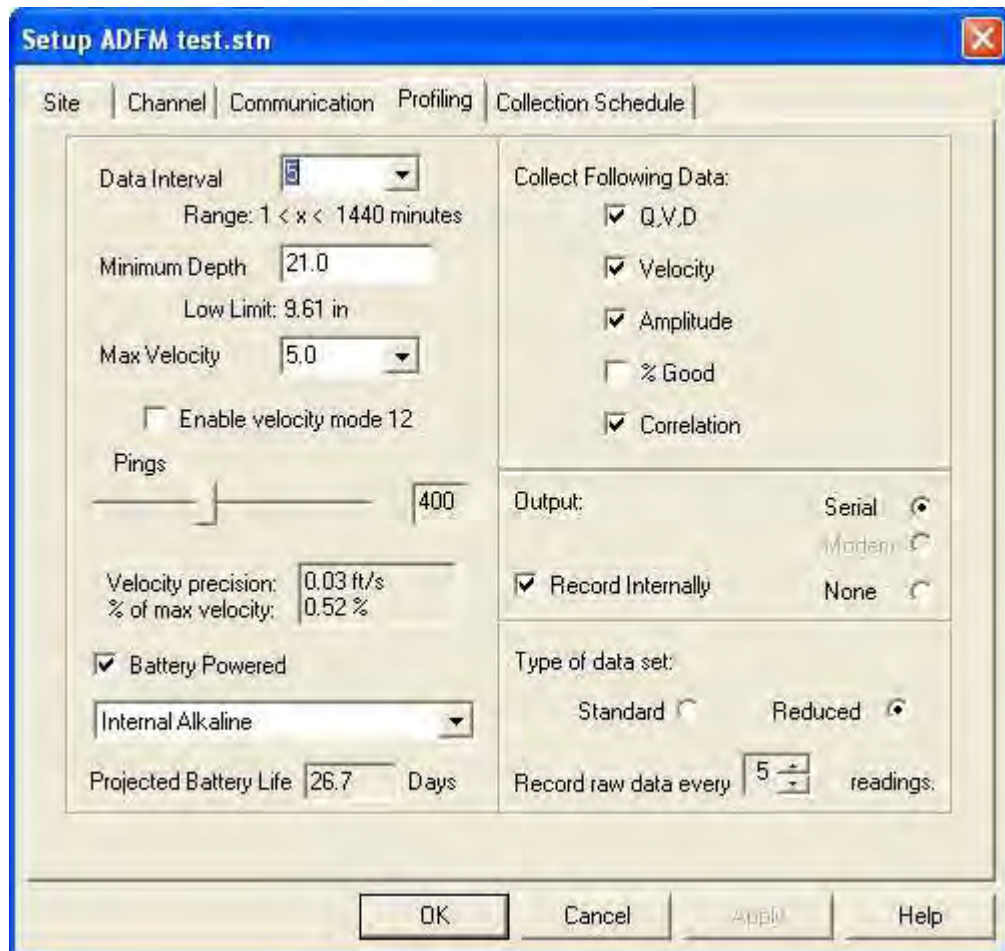 Setup ADFM test.stn
Site Channel Communication Profiling Collection Schedule
Data Interval 5
Range: 1 < x < 1440 minutes
Minimum Depth 21.0
Low Limit: 9.61 in
Max Velocity 5.0
Enable velocity mode 12
Pings
400
Velocity precision: 0.03 ft/s
% of max velocity: 0.52 %
Battery Powered
Internal Alkaline
Projected Battery Life 26.7 Days
Collect Following Data:
Q,V,D
Velocity
Amplitude
% Good
Correlation
Output: Serial
Modem
Record Internally None
Type of data set:
Standard Reduced
Record raw data every 5 readings.
OK Cancel Apply Help